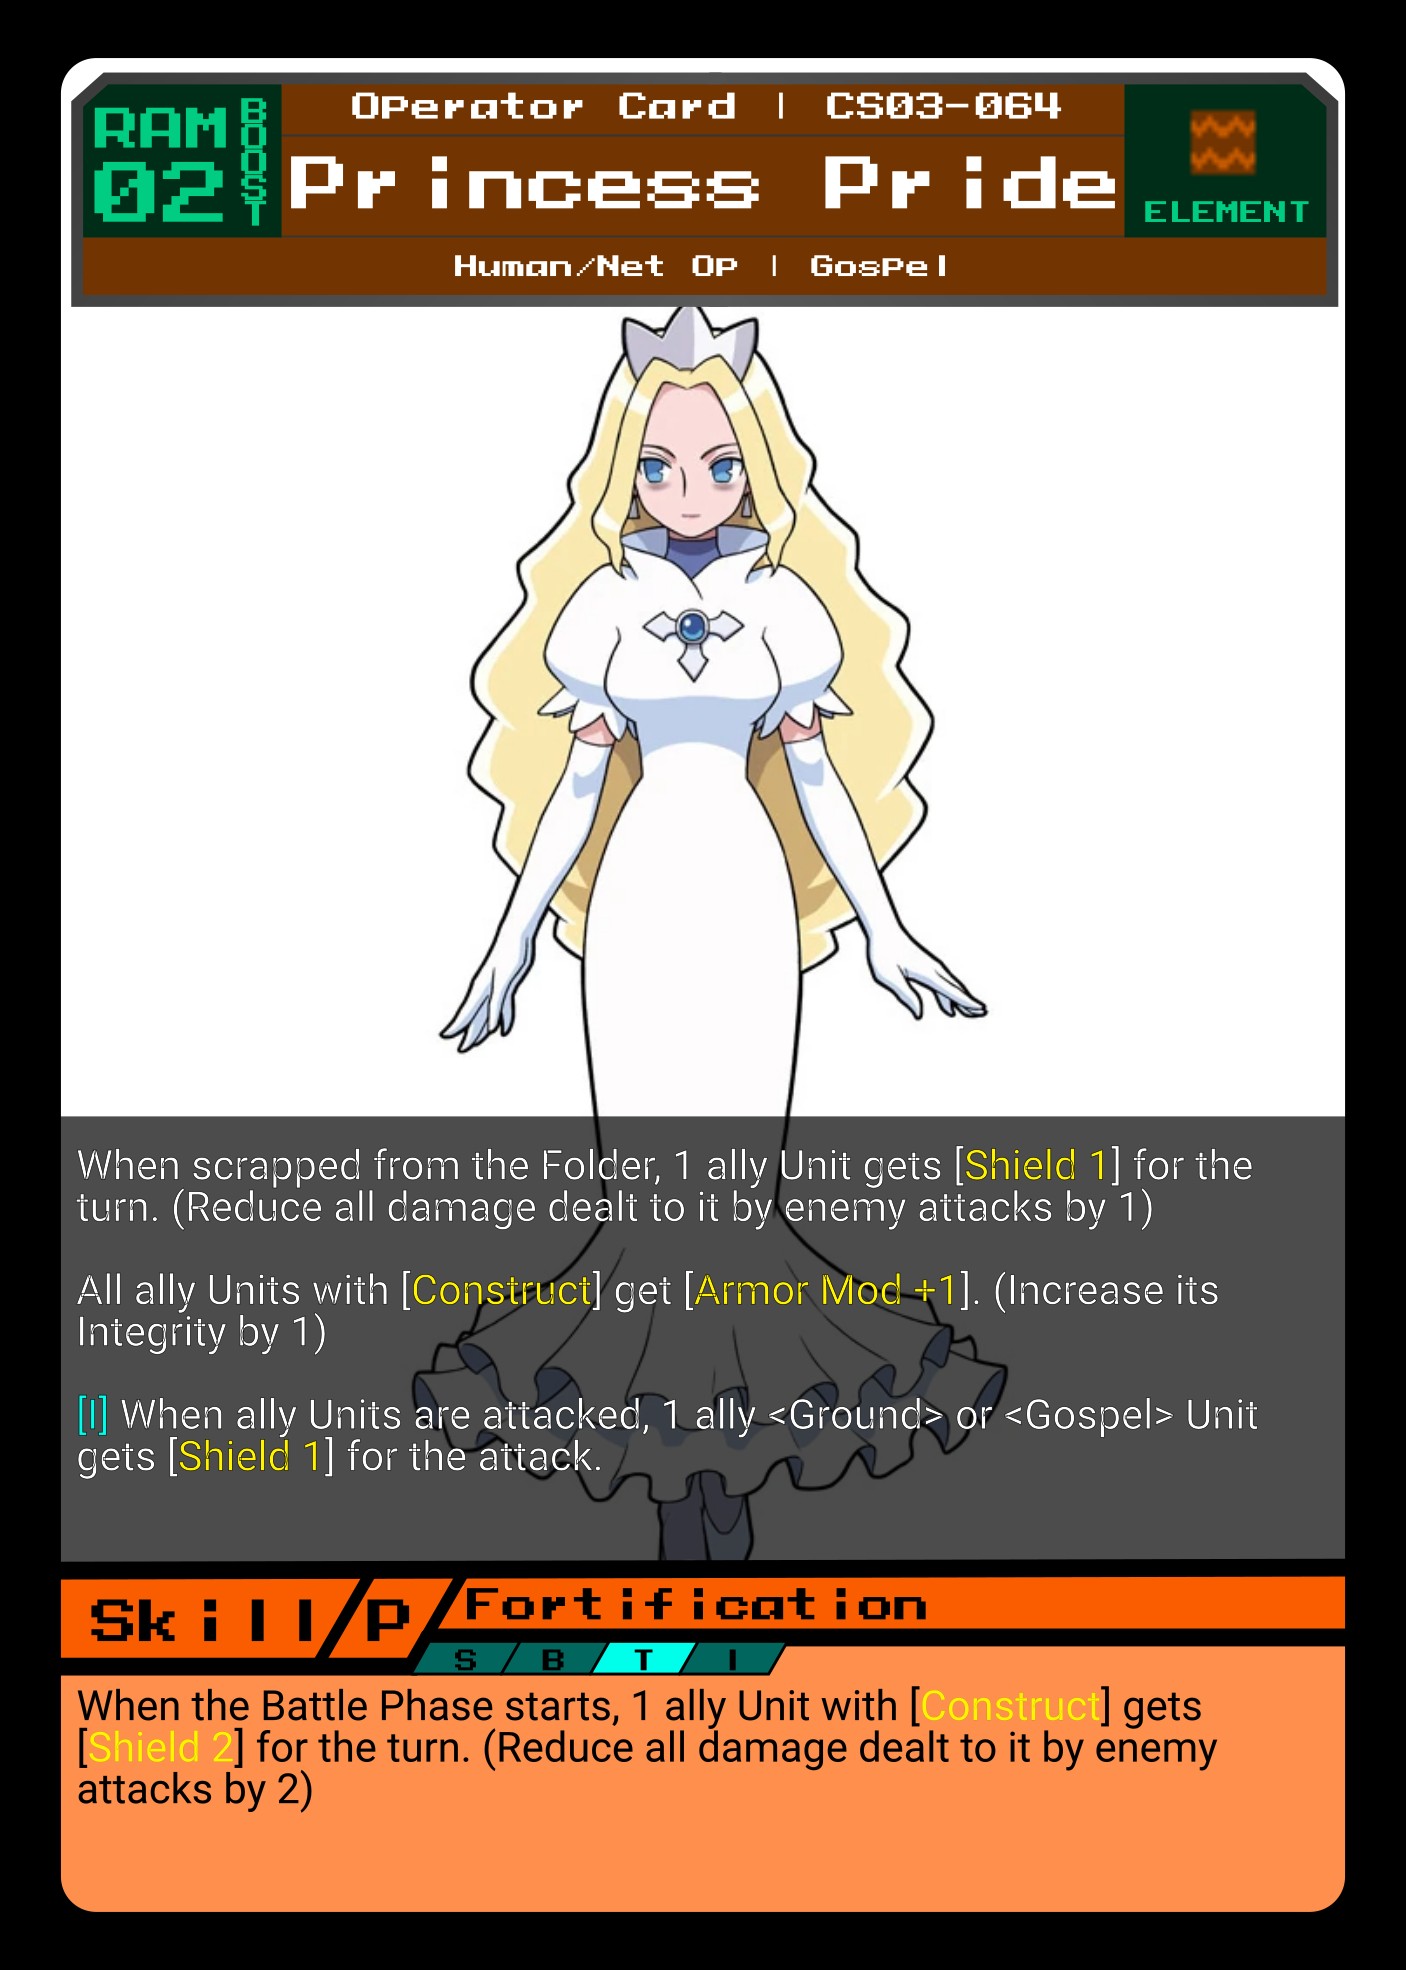 RAM
02
BOOST
Operator Card | CS03-064
Princess Pride
ELEMENT
Human/Net Op | Gospel
When scrapped from the Folder, 1 ally Unit gets [Shield 1] for the
turn. (Reduce all damage dealt to it by enemy attacks by 1)
All ally Units with [Construct] get [Armor Mod +1]. (Increase its
Integrity by 1)
[I] When ally Units are attacked, 1 ally <Ground> or <Gospel> Unit
gets [Shield 1] for the attack.
Skill/P/Fortification
S / B / T / I
When the Battle Phase starts, 1 ally Unit with [Construct] gets
[Shield 2] for the turn. (Reduce all damage dealt to it by enemy
attacks by 2)